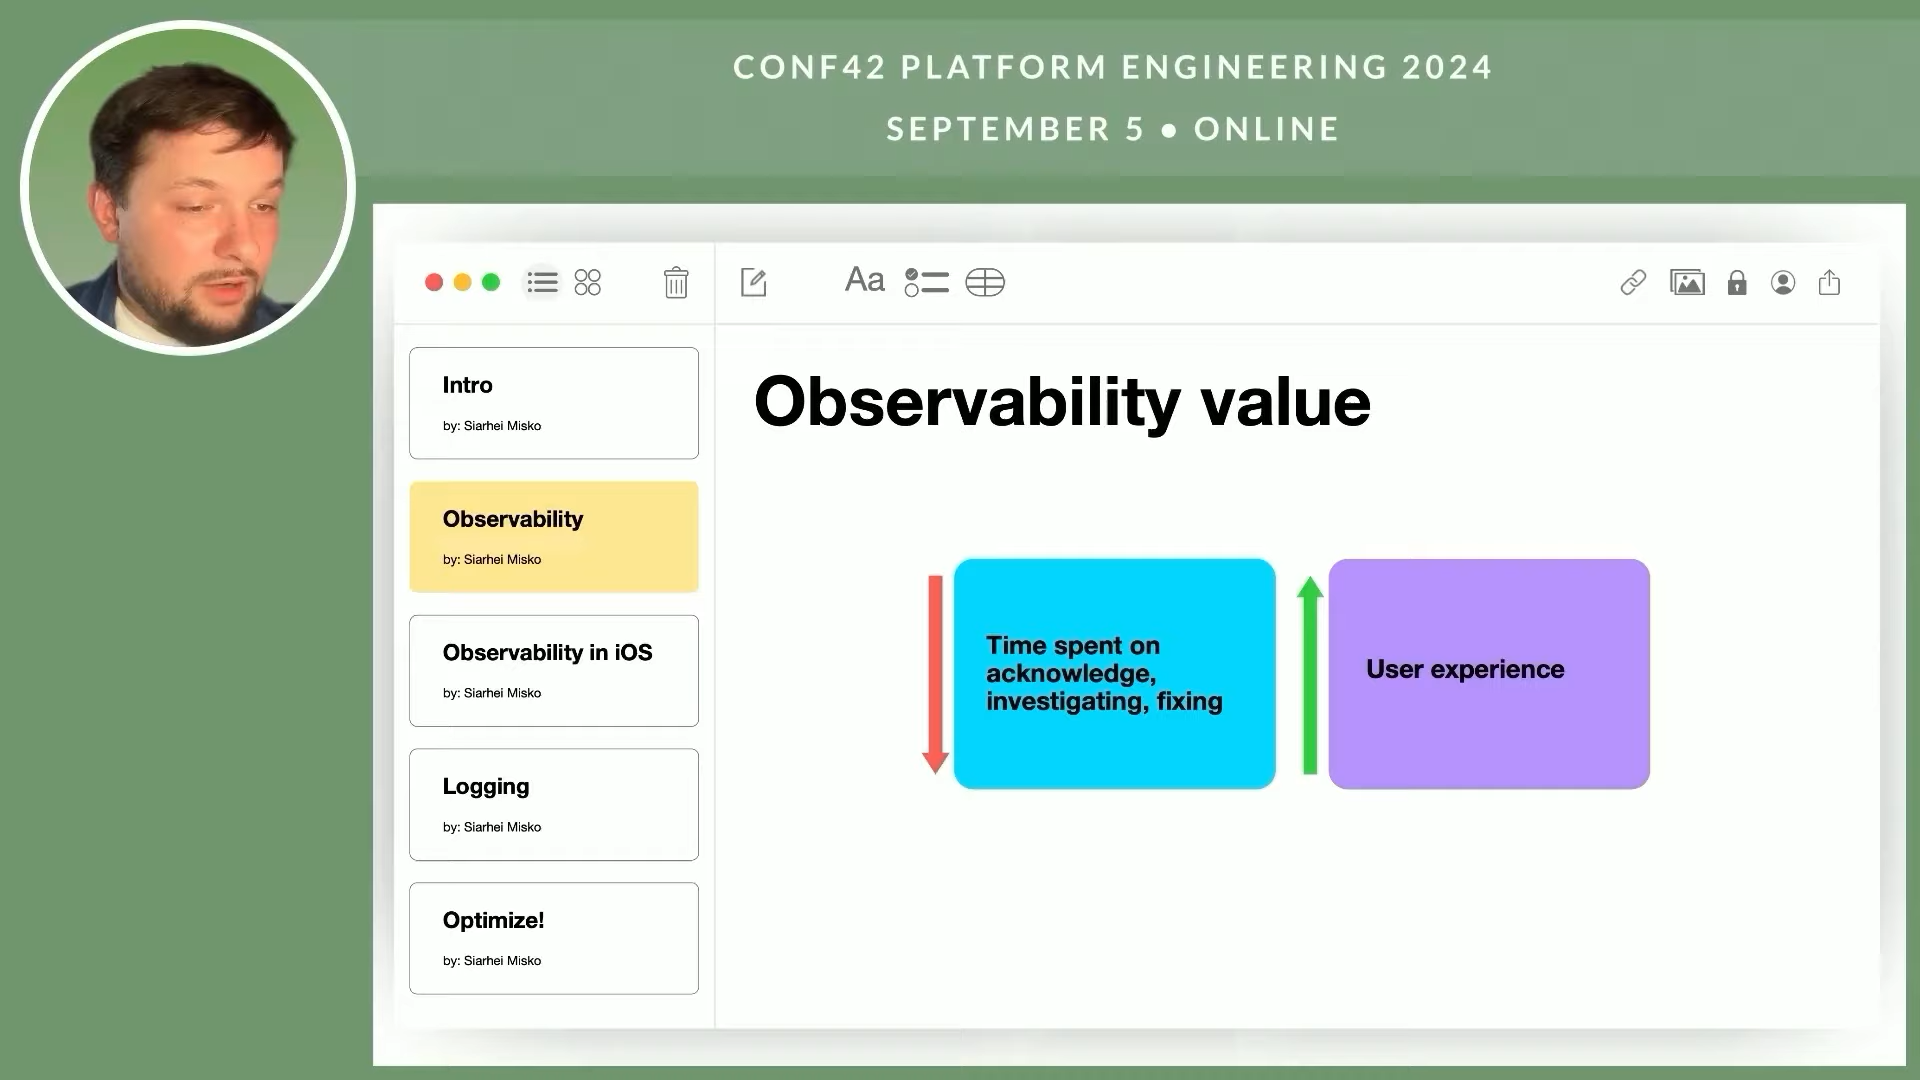 CONF42 PLATFORM ENGINEERING 2024
SEPTEMBER 5 • ONLINE
Aa
Intro
by: Siarhei Misko
Observability
by: Siarhei Misko
Observability in iOS
by: Siarhei Misko
Logging
by: Siarhei Misko
Optimize!
by: Siarhei Misko
Observability value
Time spent on
acknowledge,
investigating, fixing
User experience